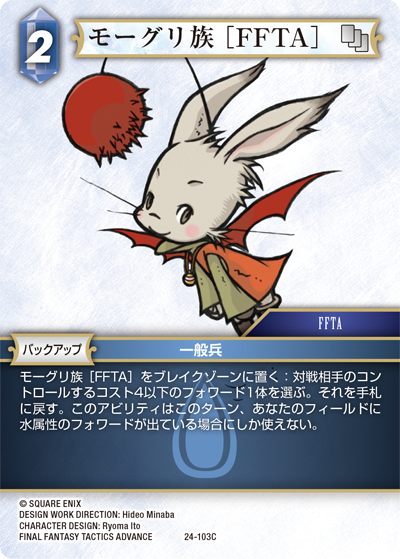 2
モーグリ族［FFTA］
FFTA
バックアップ
一般兵
モーグリ族［FFTA］をブレイクゾーンに置く：対戦相手のコント
ロールするコスト4以下のフォワード1体を選ぶ。それを手札
に戻す。このアビリティはこのターン、あなたのフィールドに
水属性のフォワードが出ている場合にしか使えない。
© SQUARE ENIX
DESIGN WORK DIRECTION: Hideo Minaba
CHARACTER DESIGN: Ryoma Ito
FINAL FANTASY TACTICS ADVANCE
24-103C